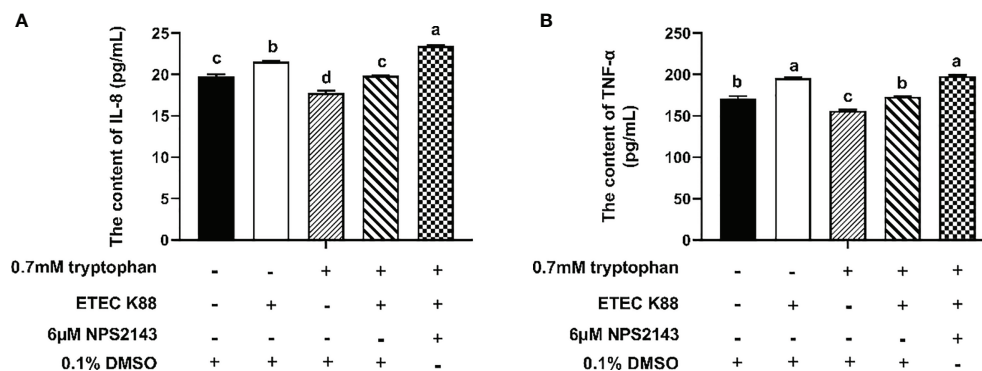 A
The content of IL-8 (pg/mL)
25
20
15
10
5
0
c
b
d
c
a
0.7mM tryptophan - - + + +
ETEC K88 - + - + +
6μM NPS2143 - - - - +
0.1% DMSO + + + + -
B
The content of TNF-α
(pg/mL)
250
200
150
100
50
0
b
a
c
b
a
0.7mM tryptophan - - + + +
ETEC K88 - + - + +
6μM NPS2143 - - - - +
0.1% DMSO + + + + -